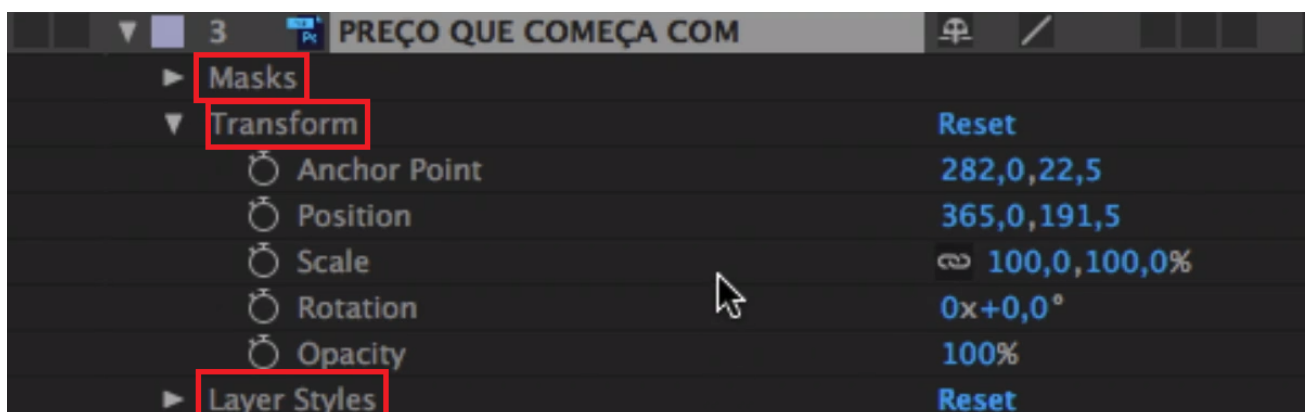 3 PREÇO QUE COMEÇA COM
Masks
Transform Reset
Anchor Point 282,0,22,5
Position 365,0,191,5
Scale 100,0,100,0%
Rotation 0x+0,0°
Opacity 100%
Layer Styles Reset